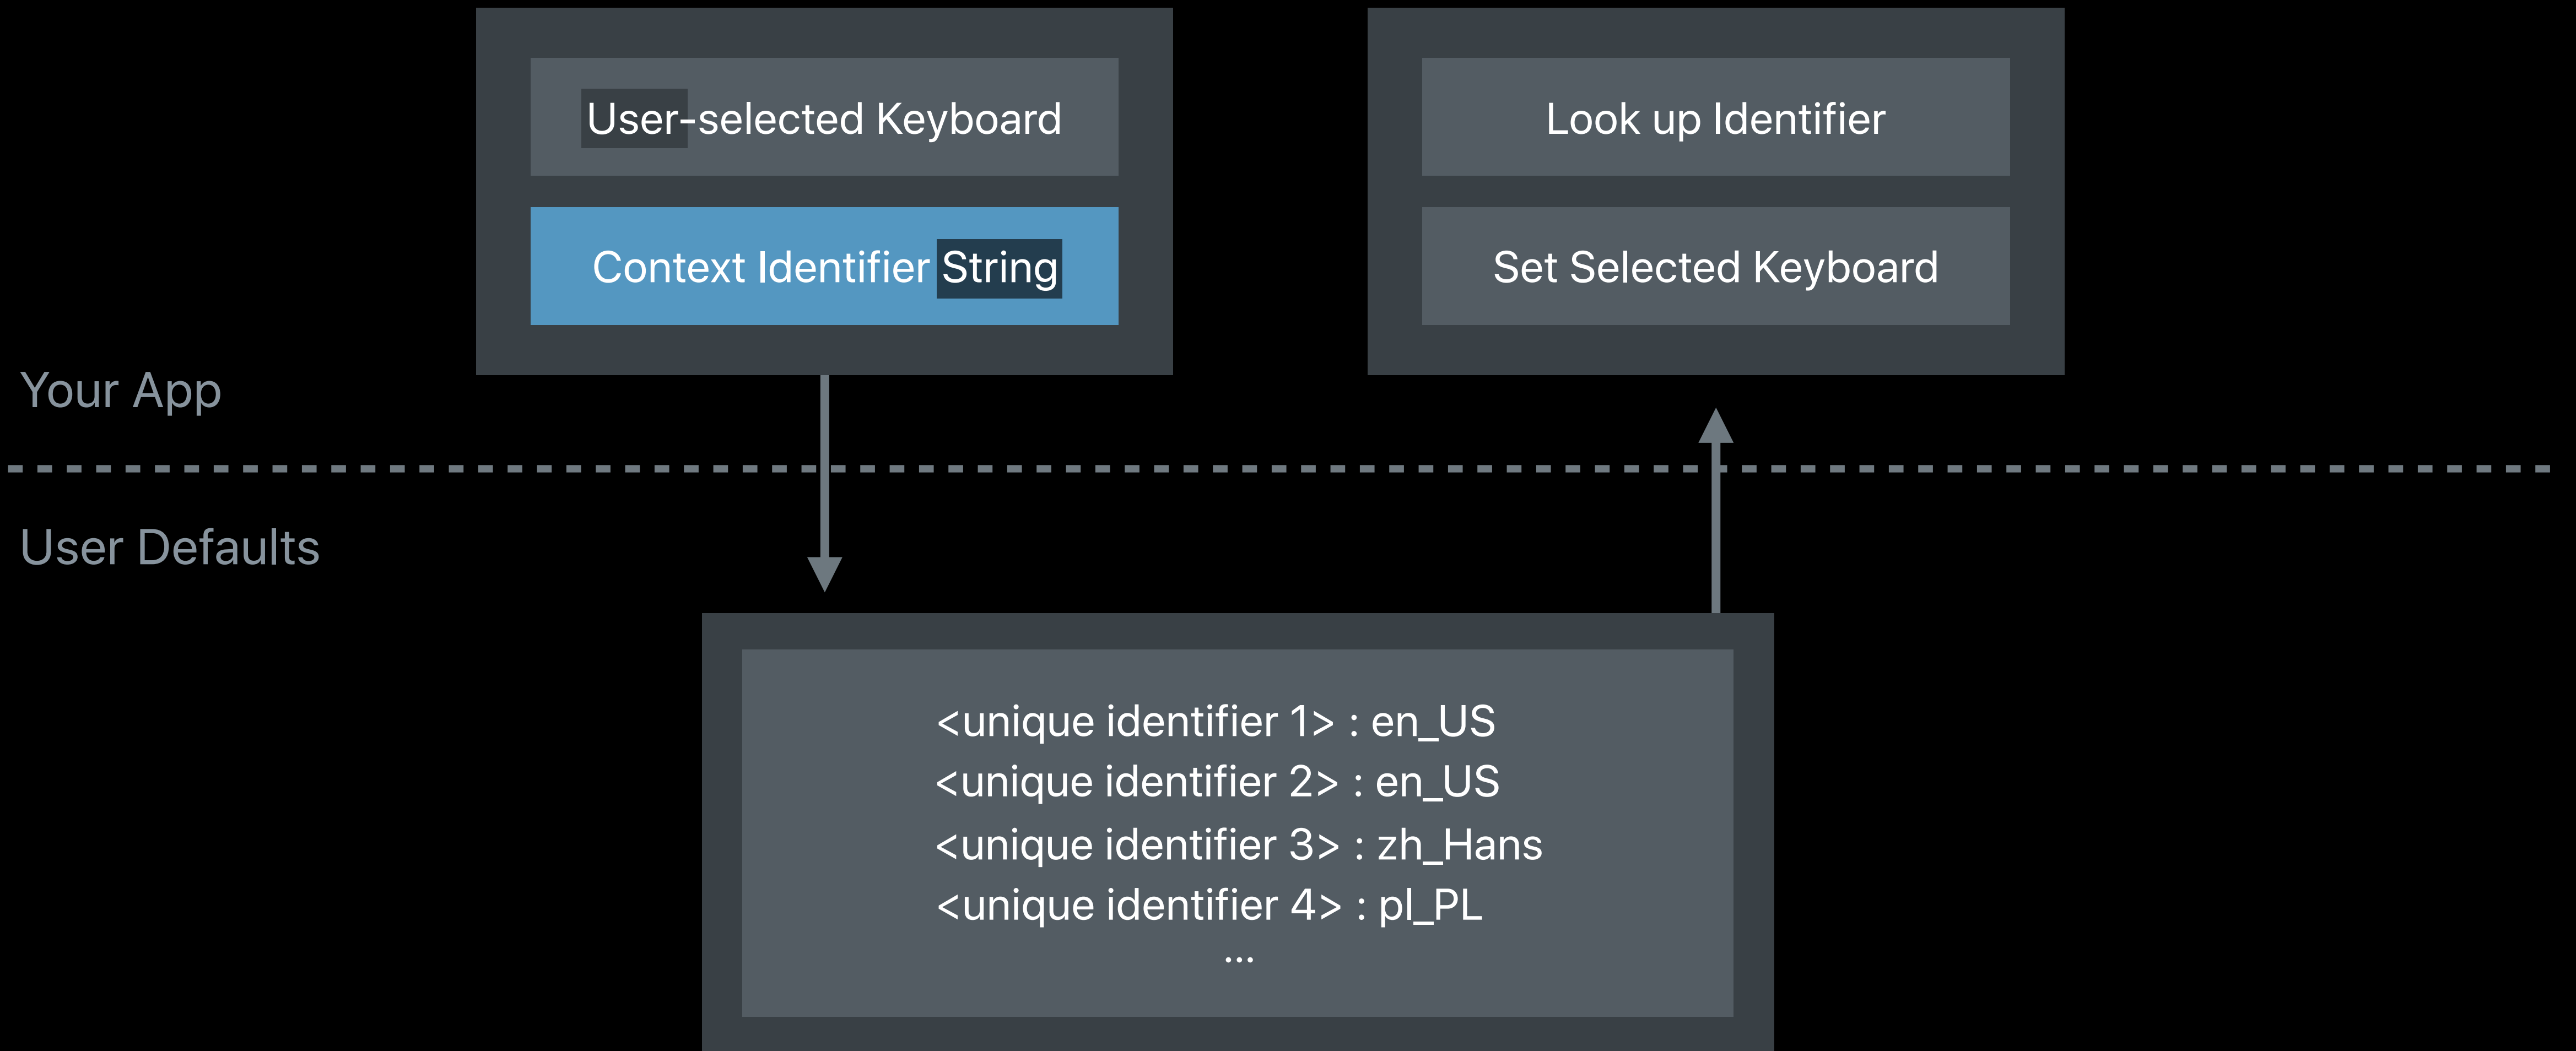 User-selected Keyboard
Context Identifier String
Look up Identifier
Set Selected Keyboard
Your App
User Defaults
<unique identifier 1> : en_US
<unique identifier 2> : en_US
<unique identifier 3> : zh_Hans
<unique identifier 4> : pl_PL
...